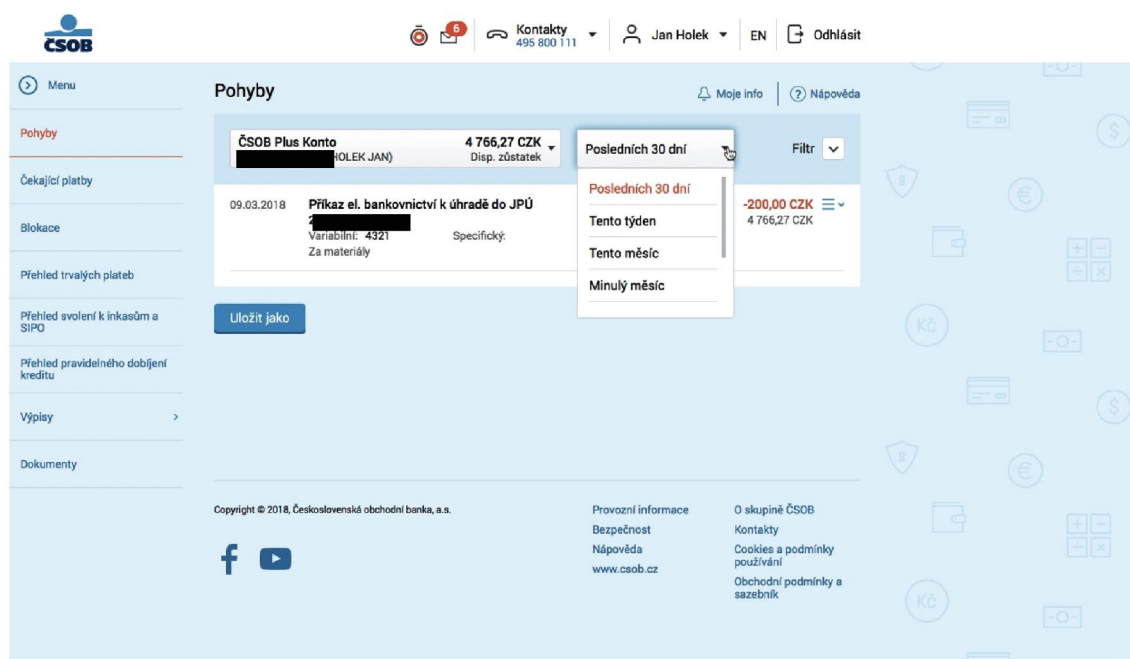 ČSOB
6
Kontakty
495 800 111
Jan Holek
EN
Odhlásit
Menu
Pohyby
Čekající platby
Blokace
Přehled trvalých plateb
Přehled svolení k inkasům a
SIPO
Přehled pravidelného dobíjení
kreditu
Výpisy
Dokumenty
Pohyby
Moje info
Nápověda
ČSOB Plus Konto
4 766,27 CZK
HOLEK JAN)
Disp. zůstatek
Posledních 30 dní
Filtr
Posledních 30 dní
Tento týden
Tento měsíc
Minulý měsíc
09.03.2018
Příkaz el. bankovnictví k úhradě do JPÚ
Variabilní: 4321
Specifický:
Za materiály
-200,00 CZK
4 766,27 CZK
Uložit jako
Copyright © 2018, Československá obchodní banka, a.s.
Provozní informace
Bezpečnost
Nápověda
www.csob.cz
O skupině ČSOB
Kontakty
Cookies a podmínky
používání
Obchodní podmínky a
sazebník
Kč
Kč